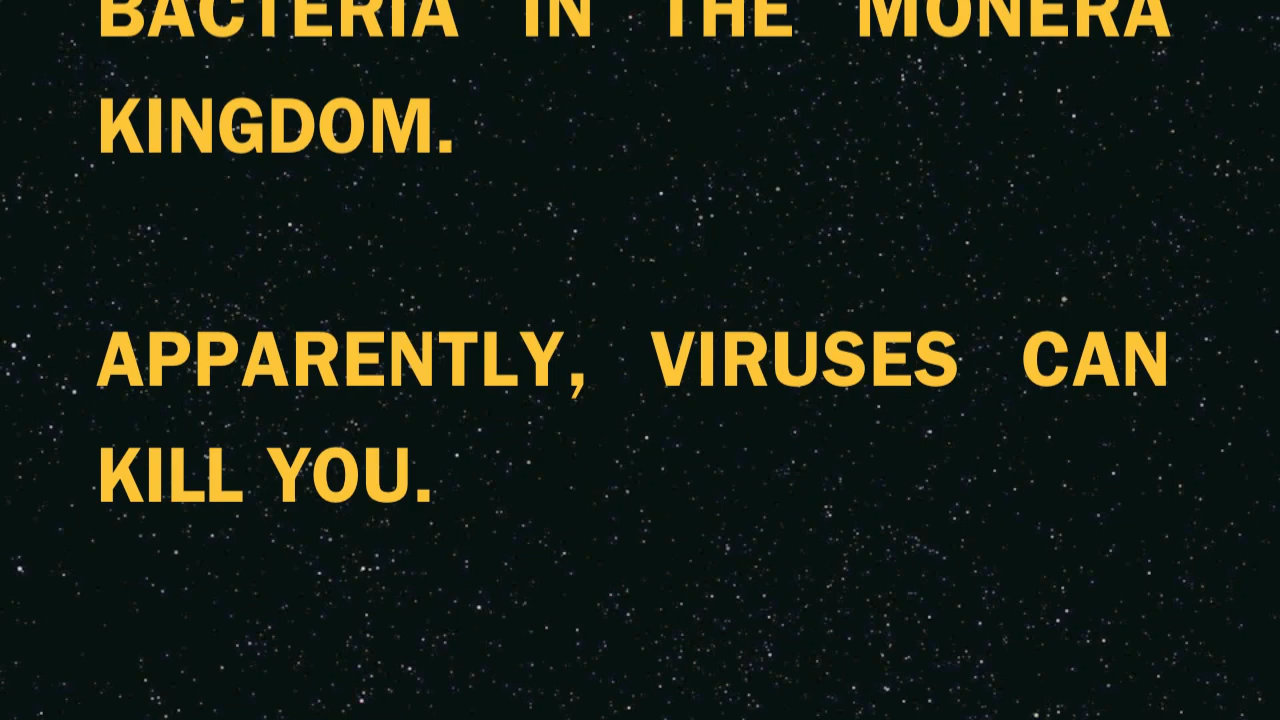 BACTERIA IN THE MONERA
KINGDOM.
APPARENTLY, VIRUSES CAN
KILL YOU.